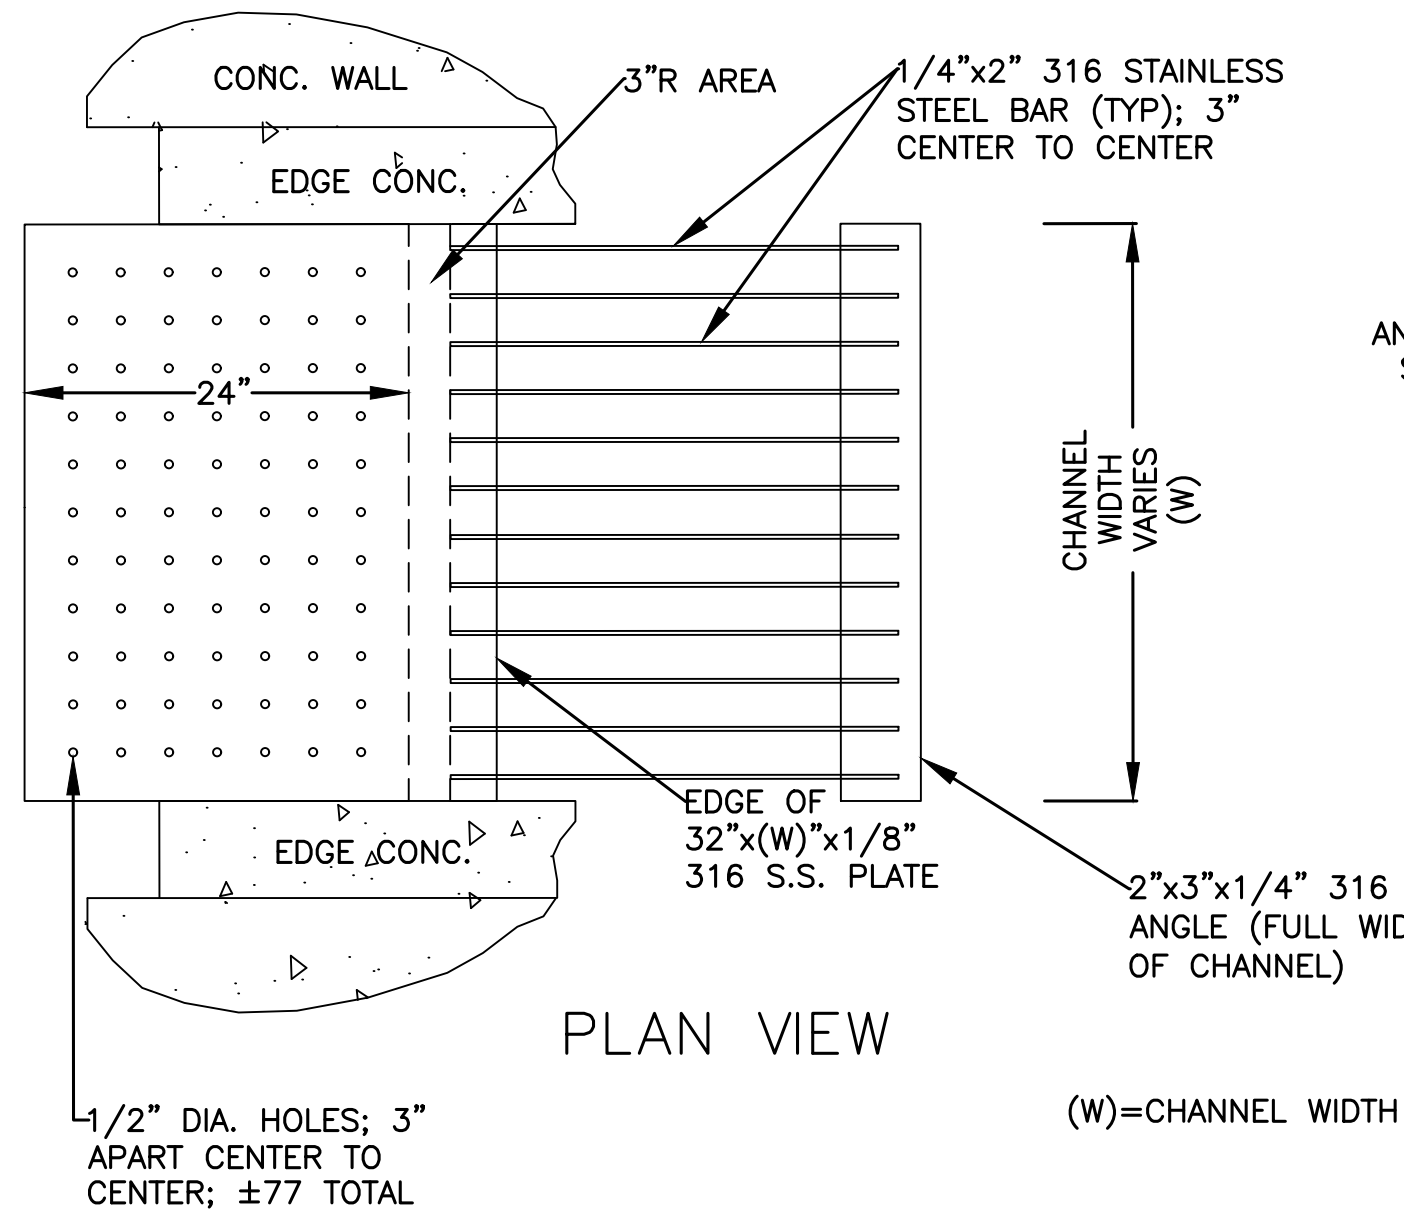 CONC. WALL
3”R AREA
1/4”x2” 316 STAINLESS
STEEL BAR (TYP); 3”
CENTER TO CENTER
EDGE CONC.
24”
CHANNEL
WIDTH
VARIES
(W)
EDGE OF
32”x(W)”x1/8”
316 S.S. PLATE
EDGE CONC.
2”x3”x1/4” 316
ANGLE (FULL
OF CHANNEL)
PLAN VIEW
1/2” DIA. HOLES; 3”
APART CENTER TO
CENTER; ±77 TOTAL
(W)=CHANNEL WIDTH